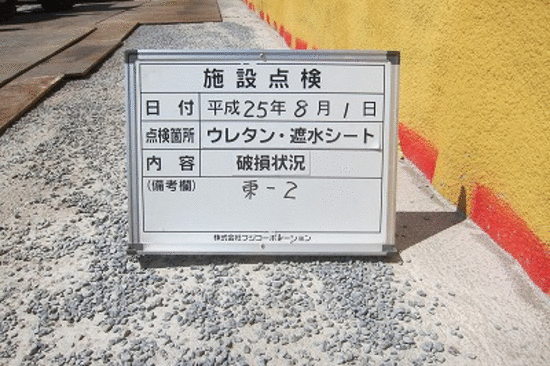 施設点検
日付 平成25年8月1日
点検箇所 ウレタン・遮水シート
内容 破損状況
(備考欄) 東-2
株式会社フジコーポレーション